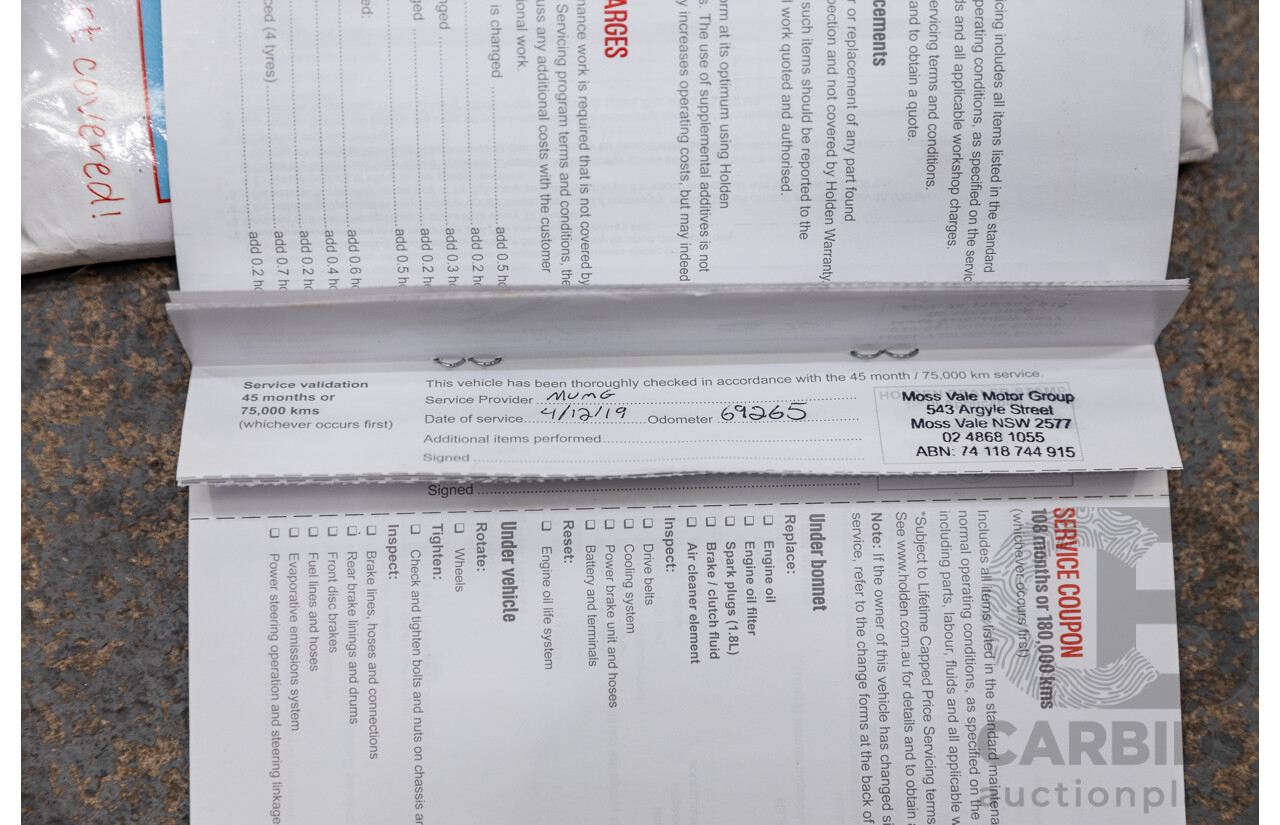 t covered!
ARGES
nance work is required that is not covered by
Servicing program terms and conditions, the
uss any additional costs with the customer
ional work.
is changed ........ add 0.5 h
........ add 0.2 h
nged ........ add 0.3 h
ged ........ add 0.2 h
........ add 0.5 h
ed:
........ add 0.6 h
........ add 0.4 h
........ add 0.2 h
........ add 0.7 h
ced (4 tyres) ........ add 0.2 h
icing includes all items listed in the standard
perating conditions, as specified on the servic
ds and all applicable workshop charges.
ervicing terms and conditions.
and to obtain a quote.
cements
r or replacement of any part found
pection and not covered by Holden Warranty.
such items should be reported to the
l work quoted and authorised.
orm at its optimum using Holden
s. The use of supplemental additives is not
y increases operating costs, but may indeed
Service validation
45 months or
75,000 kms
(whichever occurs first)
This vehicle has been thoroughly checked in accordance with the 45 month / 75,000 km service.
Service Provider MVMG
Date of service 4/12/19 Odometer 69265
Additional items performed
Signed
Moss Vale Motor Group
543 Argyle Street
Moss Vale NSW 2577
02 4868 1055
ABN: 74 118 744 915
Signed
SERVICE COUPON
108 months or 180,000 kms
(whichever occurs first)
Includes all items listed in the standard maintena
normal operating conditions, as specified on the
including parts, labour, fluids and all applicable w
*Subject to Lifetime Capped Price Servicing terms
See www.holden.com.au for details and to obtain a
Note: If the owner of this vehicle has changed si
service, refer to the change forms at the back of
Under bonnet
Replace:
❏ Engine oil
❏ Engine oil filter
❏ Spark plugs (1.8L)
❏ Brake / clutch fluid
❏ Air cleaner element
Inspect:
❏ Drive belts
❏ Cooling system
❏ Power brake unit and hoses
❏ Battery and terminals
Reset:
❏ Engine oil life system
Under vehicle
Rotate:
❏ Wheels
Tighten:
❏ Check and tighten bolts and nuts on chassis ar
Inspect:
❏ Brake lines, hoses and connections
❏ Rear brake linings and drums
❏ Front disc brakes
❏ Fuel lines and hoses
❏ Evaporative emissions system
❏ Power steering operation and steering linkage
CARBI
uctionpl